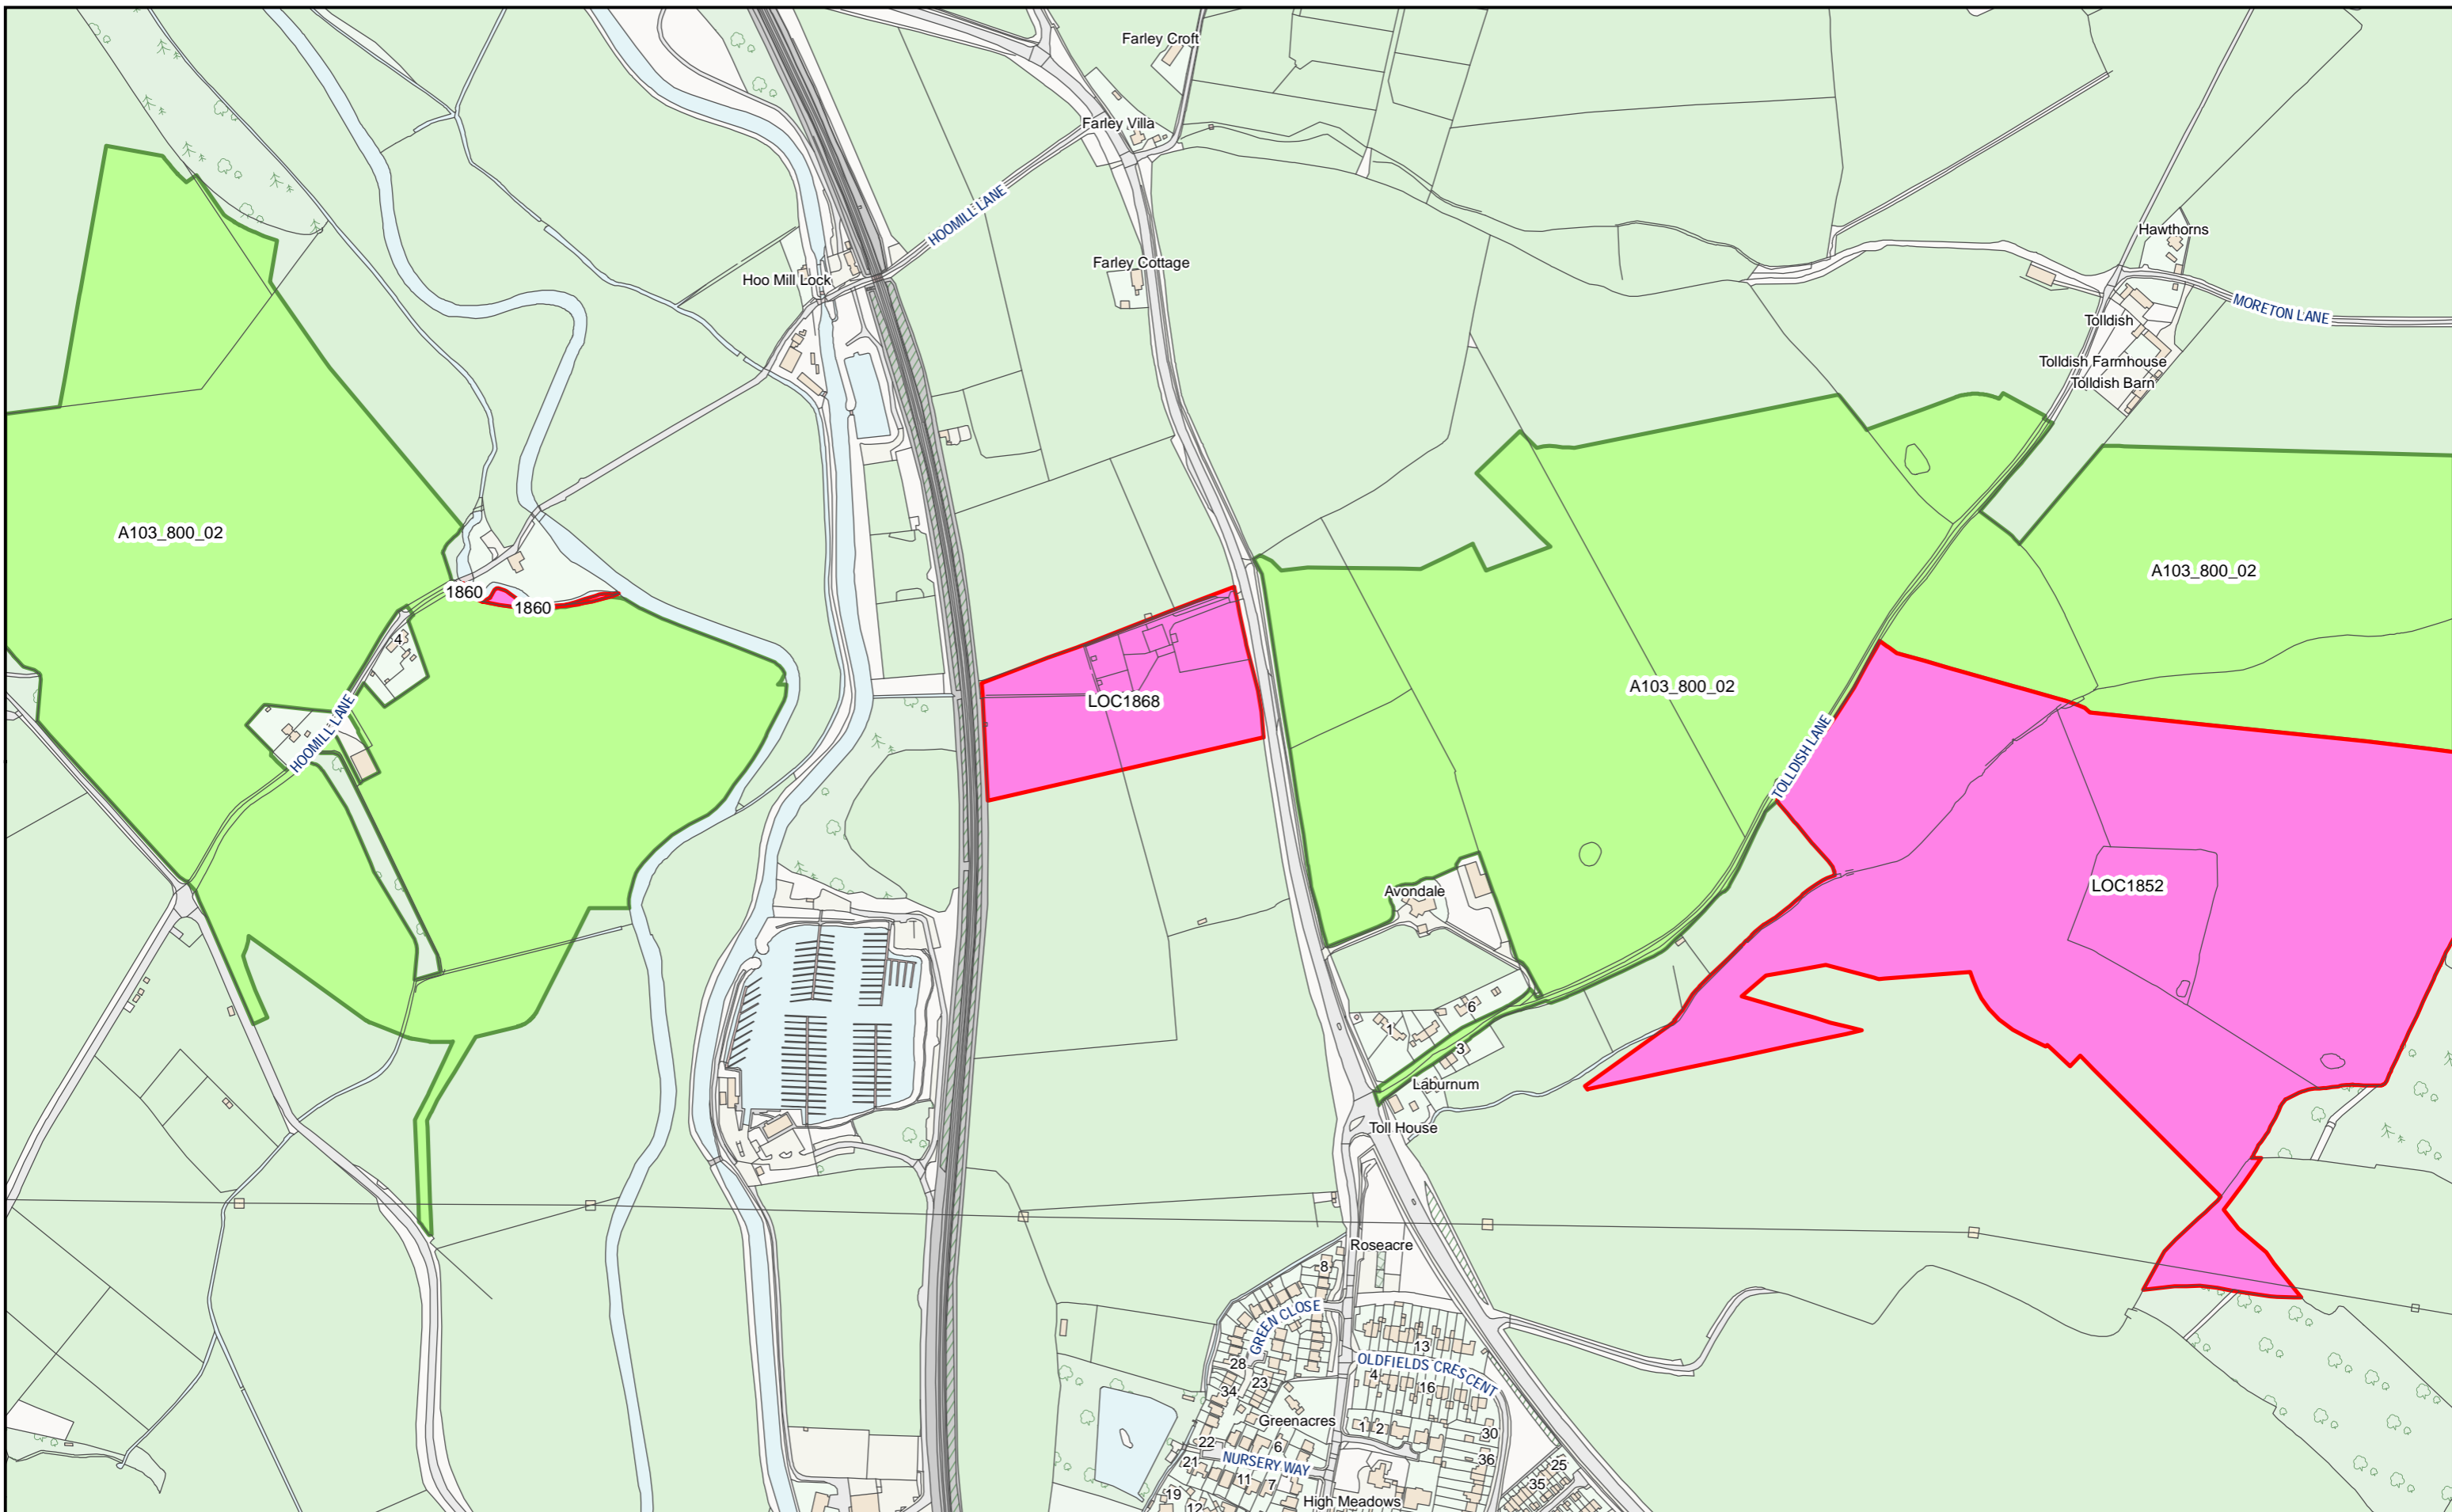 Farley Croft
Farley Villa
HOOMILL LANE
Hawthorns
Farley Cottage
Hoo Mill Lock
MORETON LANE
Tolldish
Tolldish Farmhouse
Tolldish Barn
A103_800_02
A103_800_02
1860
1860
4
A103_800_02
LOC1868
HOOMILL LANE
TOLLDISH LANE
LOC1852
Avondale
6
1
3
Laburnum
Toll House
Roseacre
8
GREEN CLOSE
13
OLDFIELDS CRESCENT
28
4
23
16
34
Greenacres
1
2
30
22
6
36
21
NURSERY WAY
25
11
7
35
19
High Meadows
12